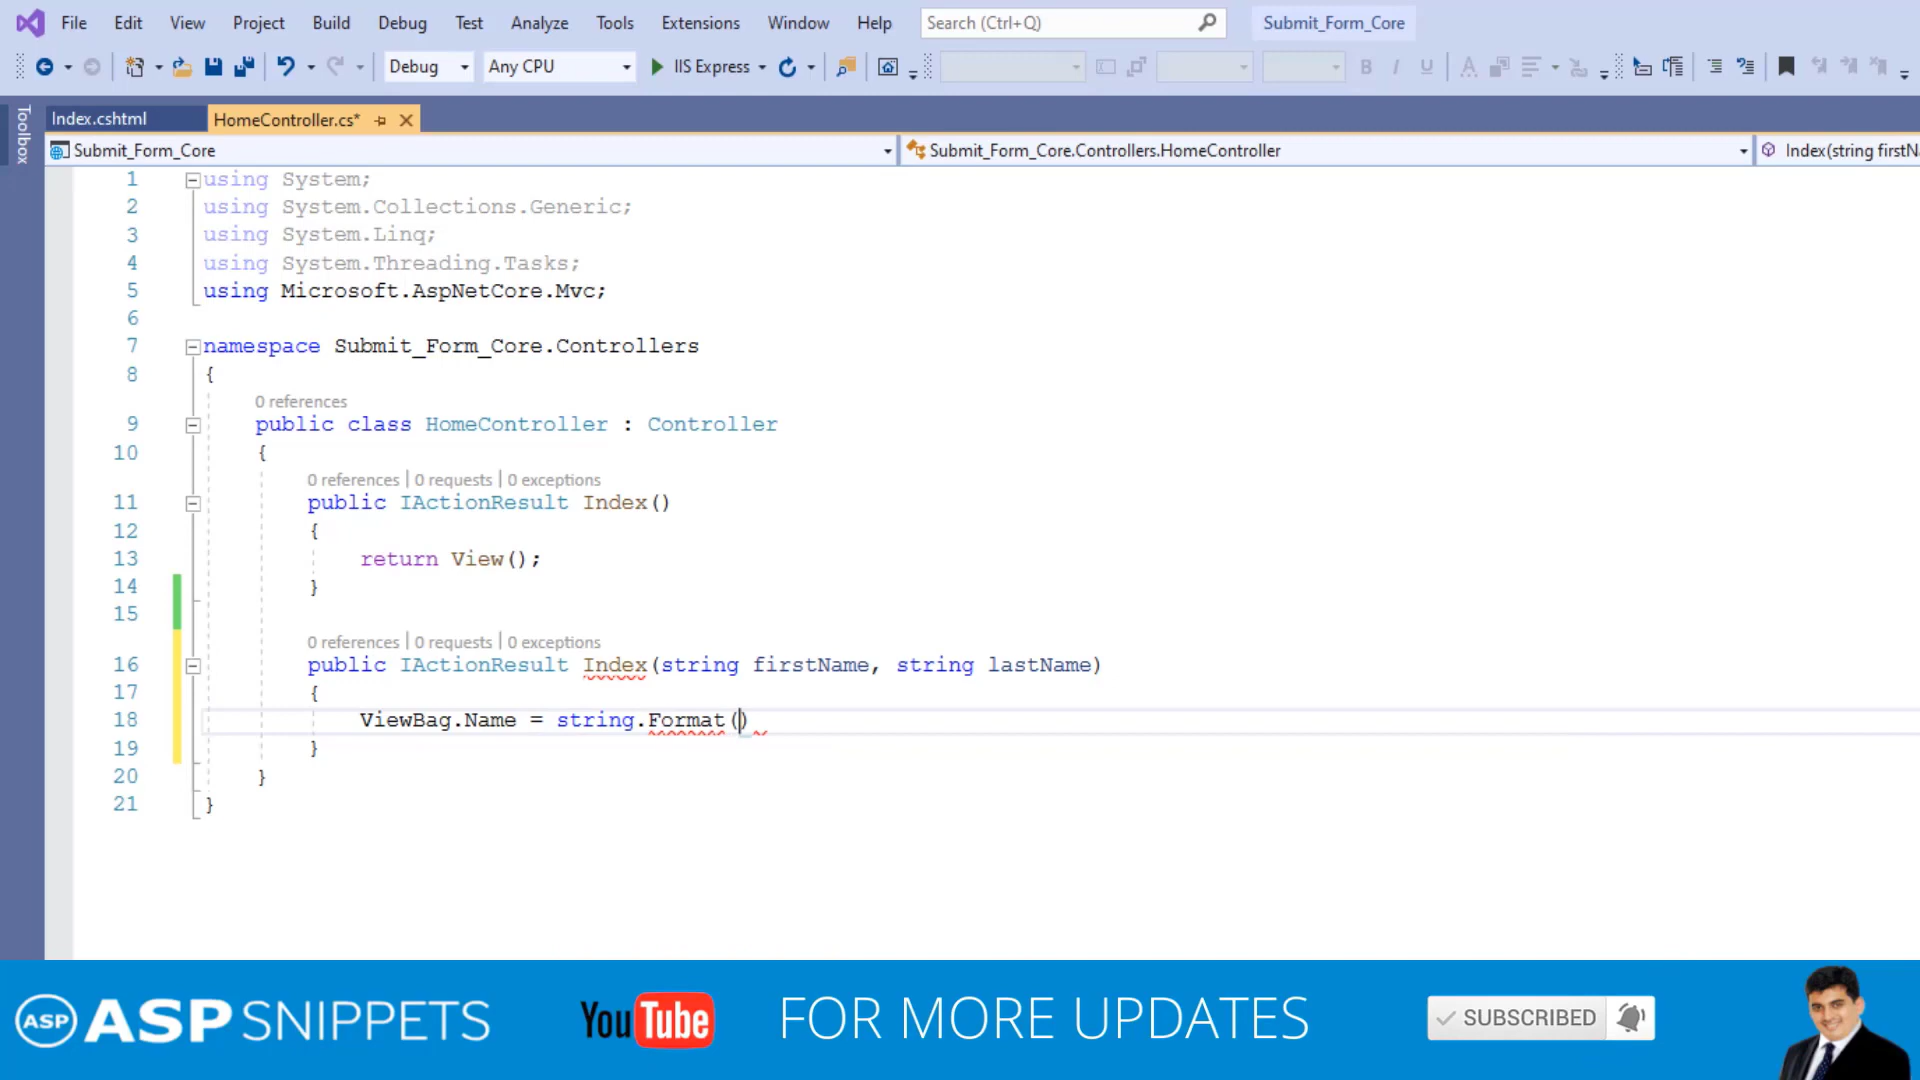 File Edit View Project Build Debug Test Analyze Tools Extensions Window Help Search (Ctrl+Q) Submit_Form_Core
Debug Any CPU IIS Express B I U A
Toolbox
Index.cshtml HomeController.cs*
Submit_Form_Core Submit_Form_Core.Controllers.HomeController Index(string firstNa
1 using System;
2 using System.Collections.Generic;
3 using System.Linq;
4 using System.Threading.Tasks;
5 using Microsoft.AspNetCore.Mvc;
6
7 namespace Submit_Form_Core.Controllers
8 {
0 references
9 public class HomeController : Controller
10 {
0 references | 0 requests | 0 exceptions
11 public IActionResult Index()
12 {
13 return View();
14 }
15
0 references | 0 requests | 0 exceptions
16 public IActionResult Index(string firstName, string lastName)
17 {
18 ViewBag.Name = string.Format()
19 }
20 }
21 }
ASP ASPSNIPPETS YouTube FOR MORE UPDATES SUBSCRIBED